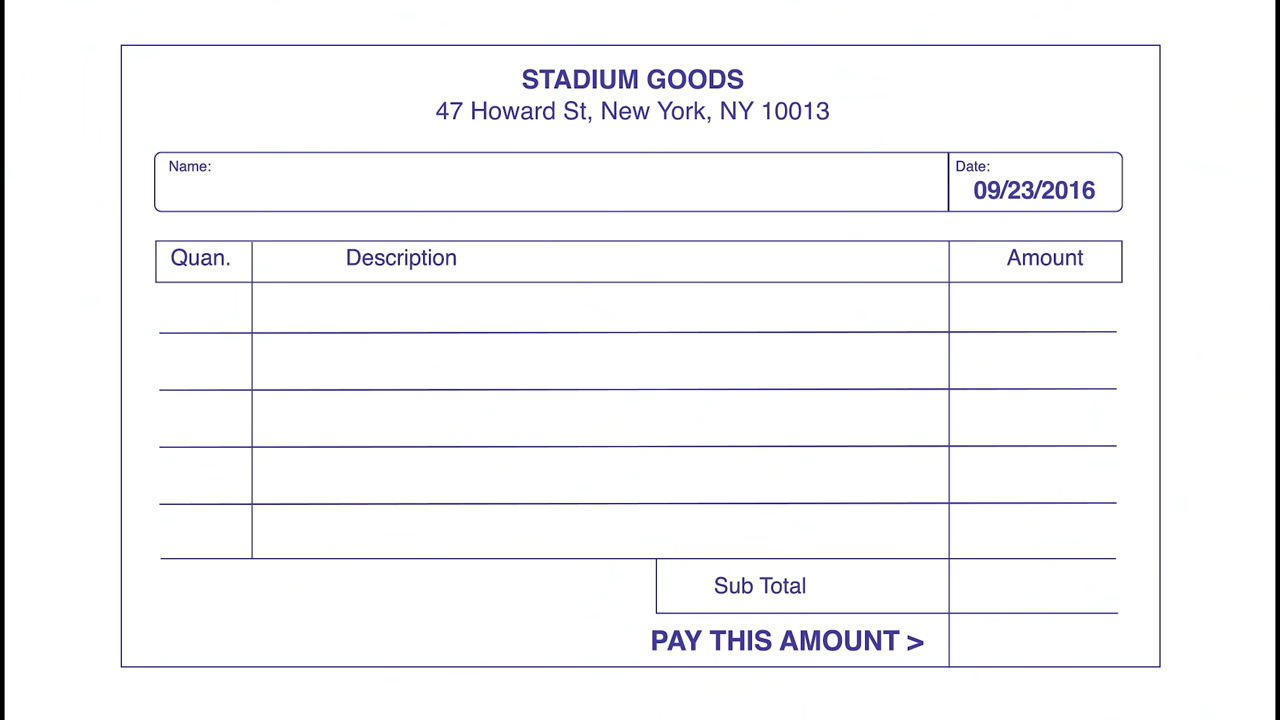 STADIUM GOODS
47 Howard St, New York, NY 10013
Name:
Date:
09/23/2016
Quan. Description Amount
Sub Total
PAY THIS AMOUNT >